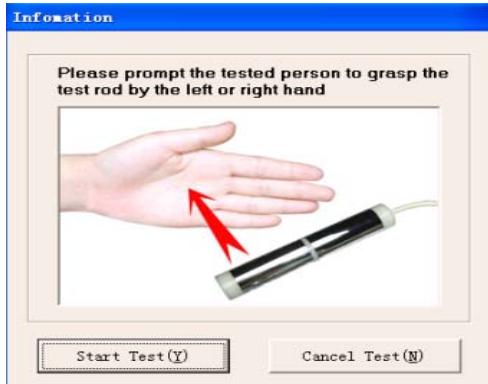 Infomation
Please prompt the tested person to grasp the
test rod by the left or right hand
Start Test(Y)
Cancel Test(N)